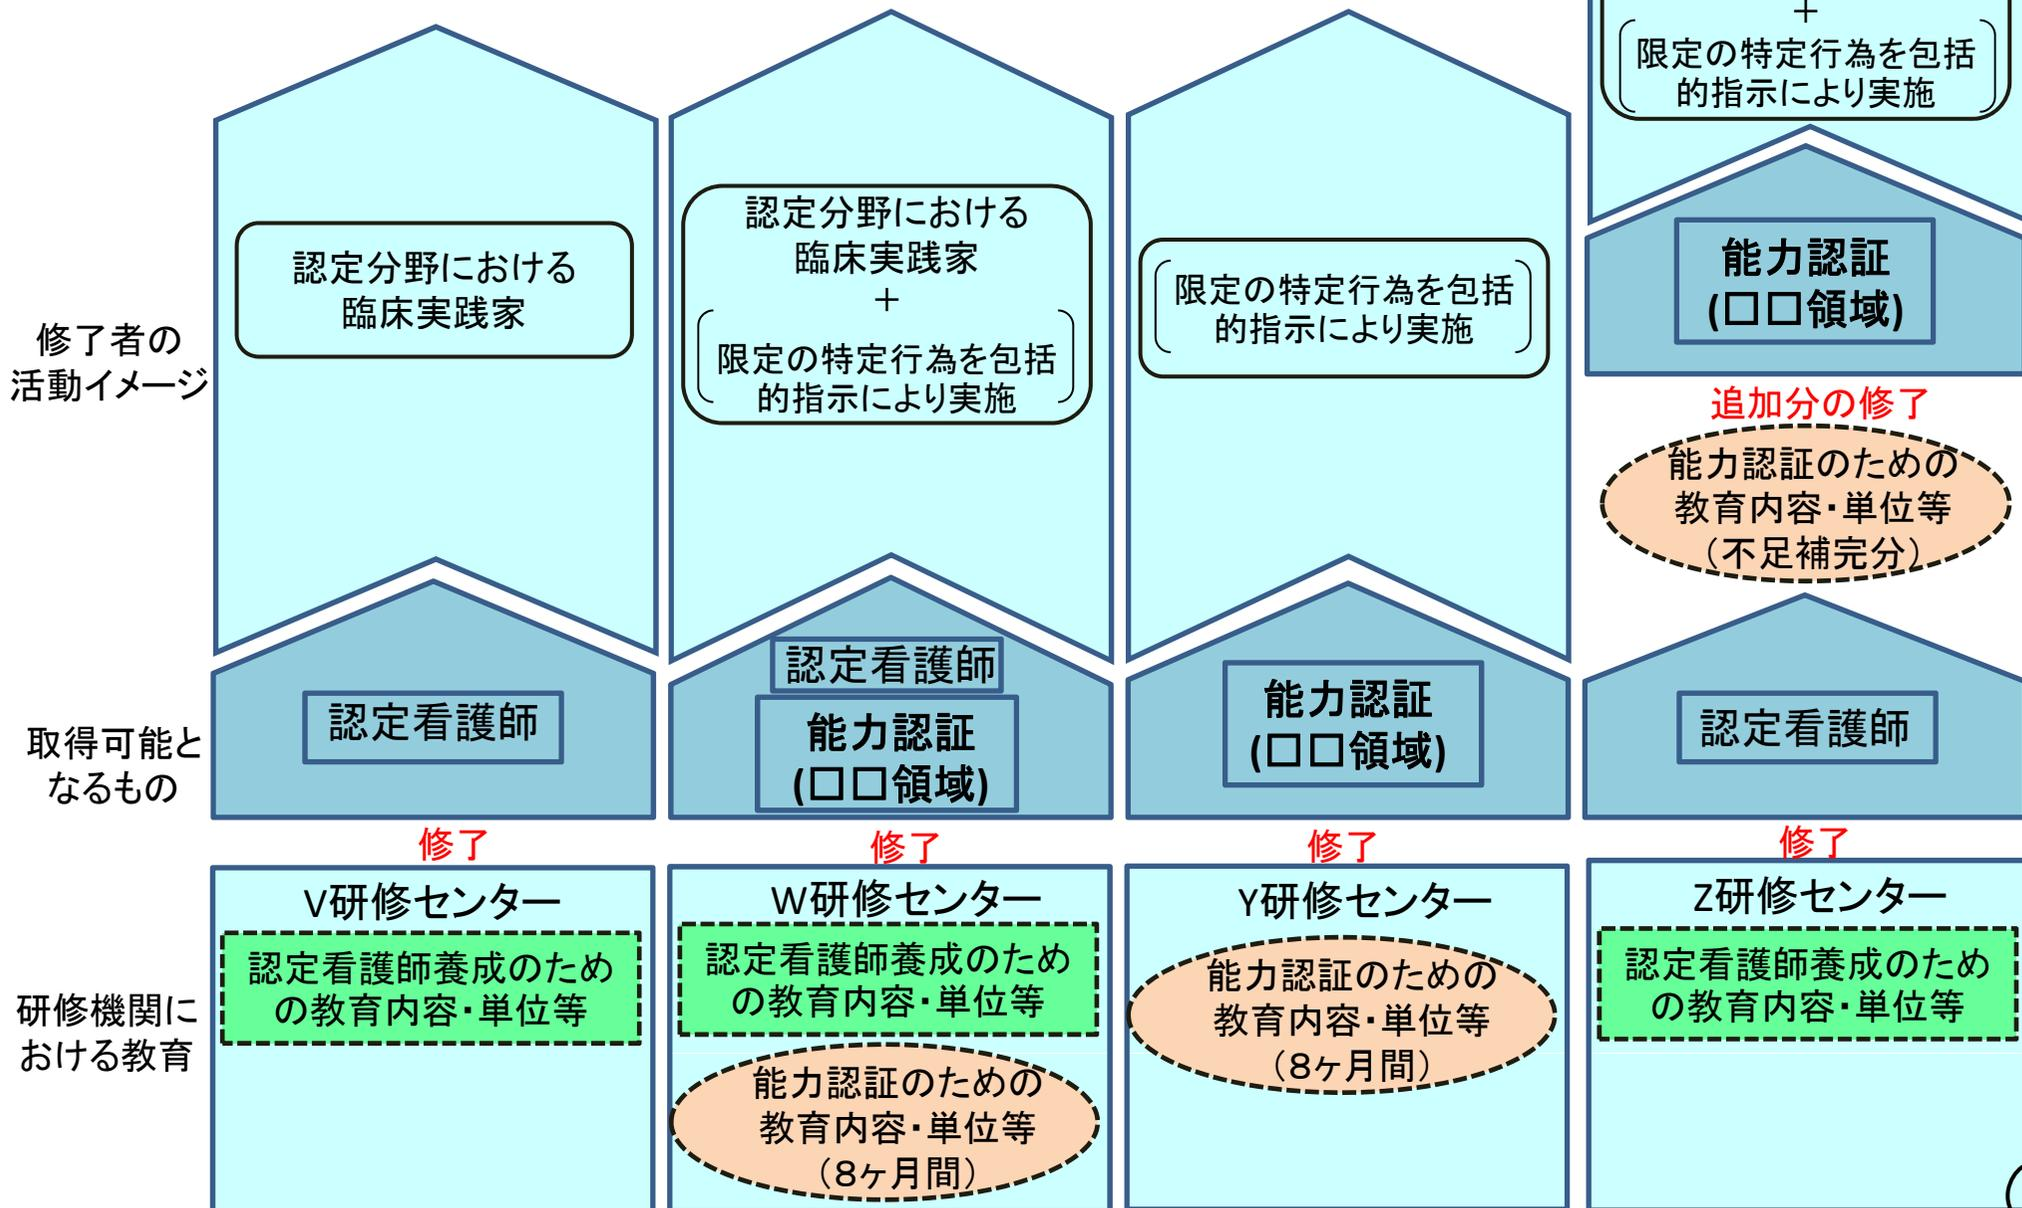 修了者の
活動イメージ
認定分野における
臨床実践家
認定分野における
臨床実践家
+
限定の特定行為を包括
的指示により実施
限定の特定行為を包括
的指示により実施
+
限定の特定行為を包括
的指示により実施
能力認証
(□□領域)
追加分の修了
能力認証のための
教育内容・単位等
(不足補完分)
取得可能と
なるもの
認定看護師
認定看護師
能力認証
(□□領域)
能力認証
(□□領域)
認定看護師
修了
修了
修了
修了
研修機関に
おける教育
V研修センター
認定看護師養成のため
の教育内容・単位等
W研修センター
認定看護師養成のため
の教育内容・単位等
能力認証のための
教育内容・単位等
(8ヶ月間)
Y研修センター
能力認証のための
教育内容・単位等
(8ヶ月間)
Z研修センター
認定看護師養成のため
の教育内容・単位等